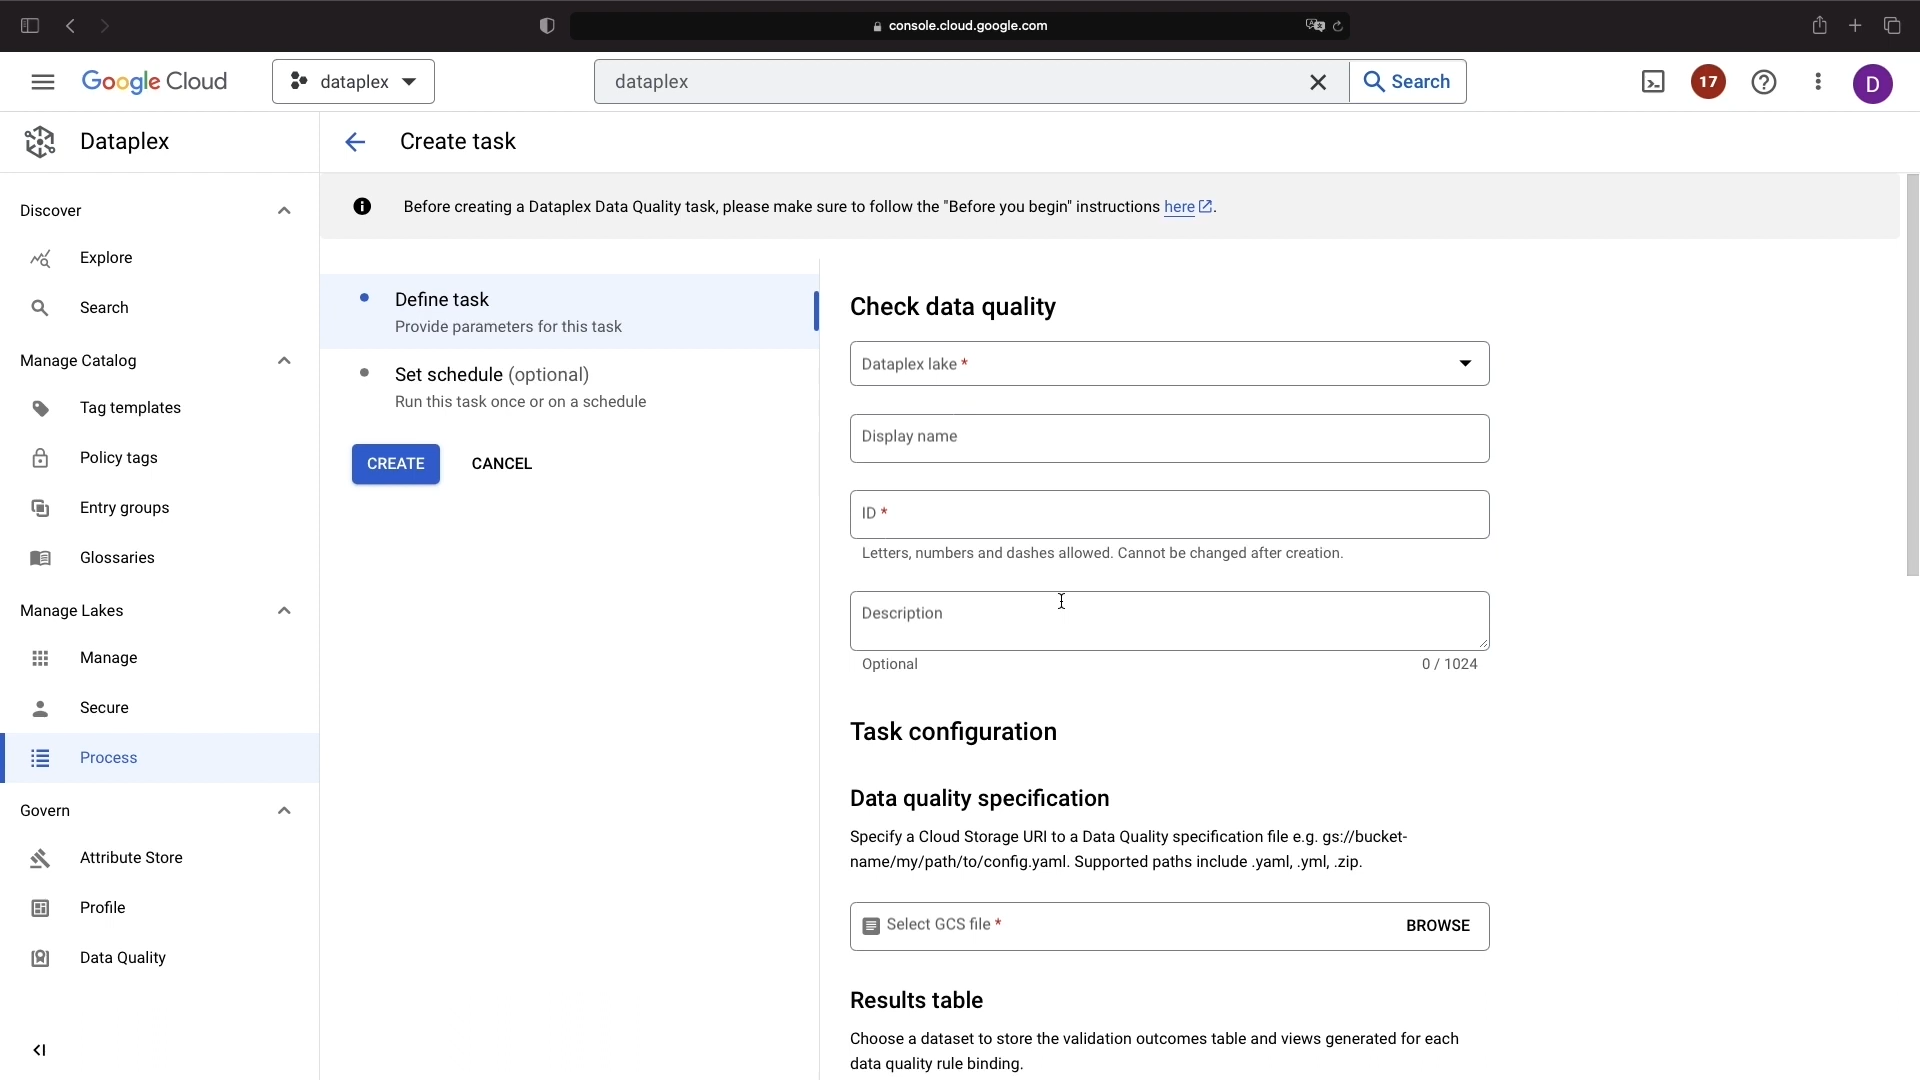 console.cloud.google.com
Google Cloud
dataplex
dataplex
Search
17
D
Dataplex
Create task
Discover
Explore
Search
Manage Catalog
Tag templates
Policy tags
Entry groups
Glossaries
Manage Lakes
Manage
Secure
Process
Govern
Attribute Store
Profile
Data Quality
Before creating a Dataplex Data Quality task, please make sure to follow the "Before you begin" instructions here.
Define task
Provide parameters for this task
Set schedule (optional)
Run this task once or on a schedule
CREATE
CANCEL
Check data quality
Dataplex lake *
Display name
ID *
Letters, numbers and dashes allowed. Cannot be changed after creation.
Description
Optional
0 / 1024
Task configuration
Data quality specification
Specify a Cloud Storage URI to a Data Quality specification file e.g. gs://bucket-
name/my/path/to/config.yaml. Supported paths include .yaml, .yml, .zip.
Select GCS file *
BROWSE
Results table
Choose a dataset to store the validation outcomes table and views generated for each
data quality rule binding.